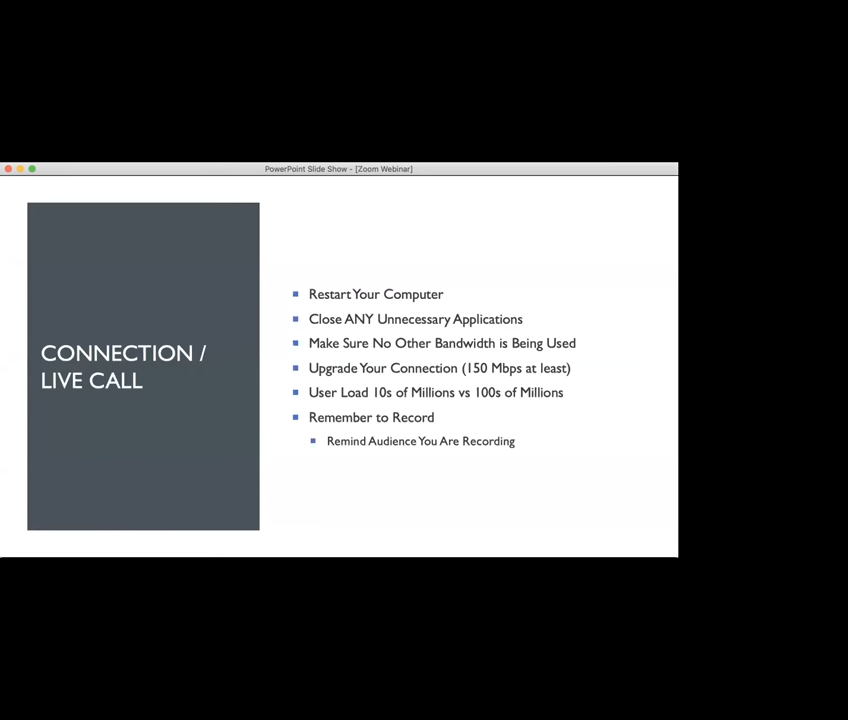 PowerPoint Slide Show - [Zoom Webinar]
CONNECTION /
LIVE CALL
Restart Your Computer
Close ANY Unnecessary Applications
Make Sure No Other Bandwidth is Being Used
Upgrade Your Connection (150 Mbps at least)
User Load 10s of Millions vs 100s of Millions
Remember to Record
Remind Audience You Are Recording